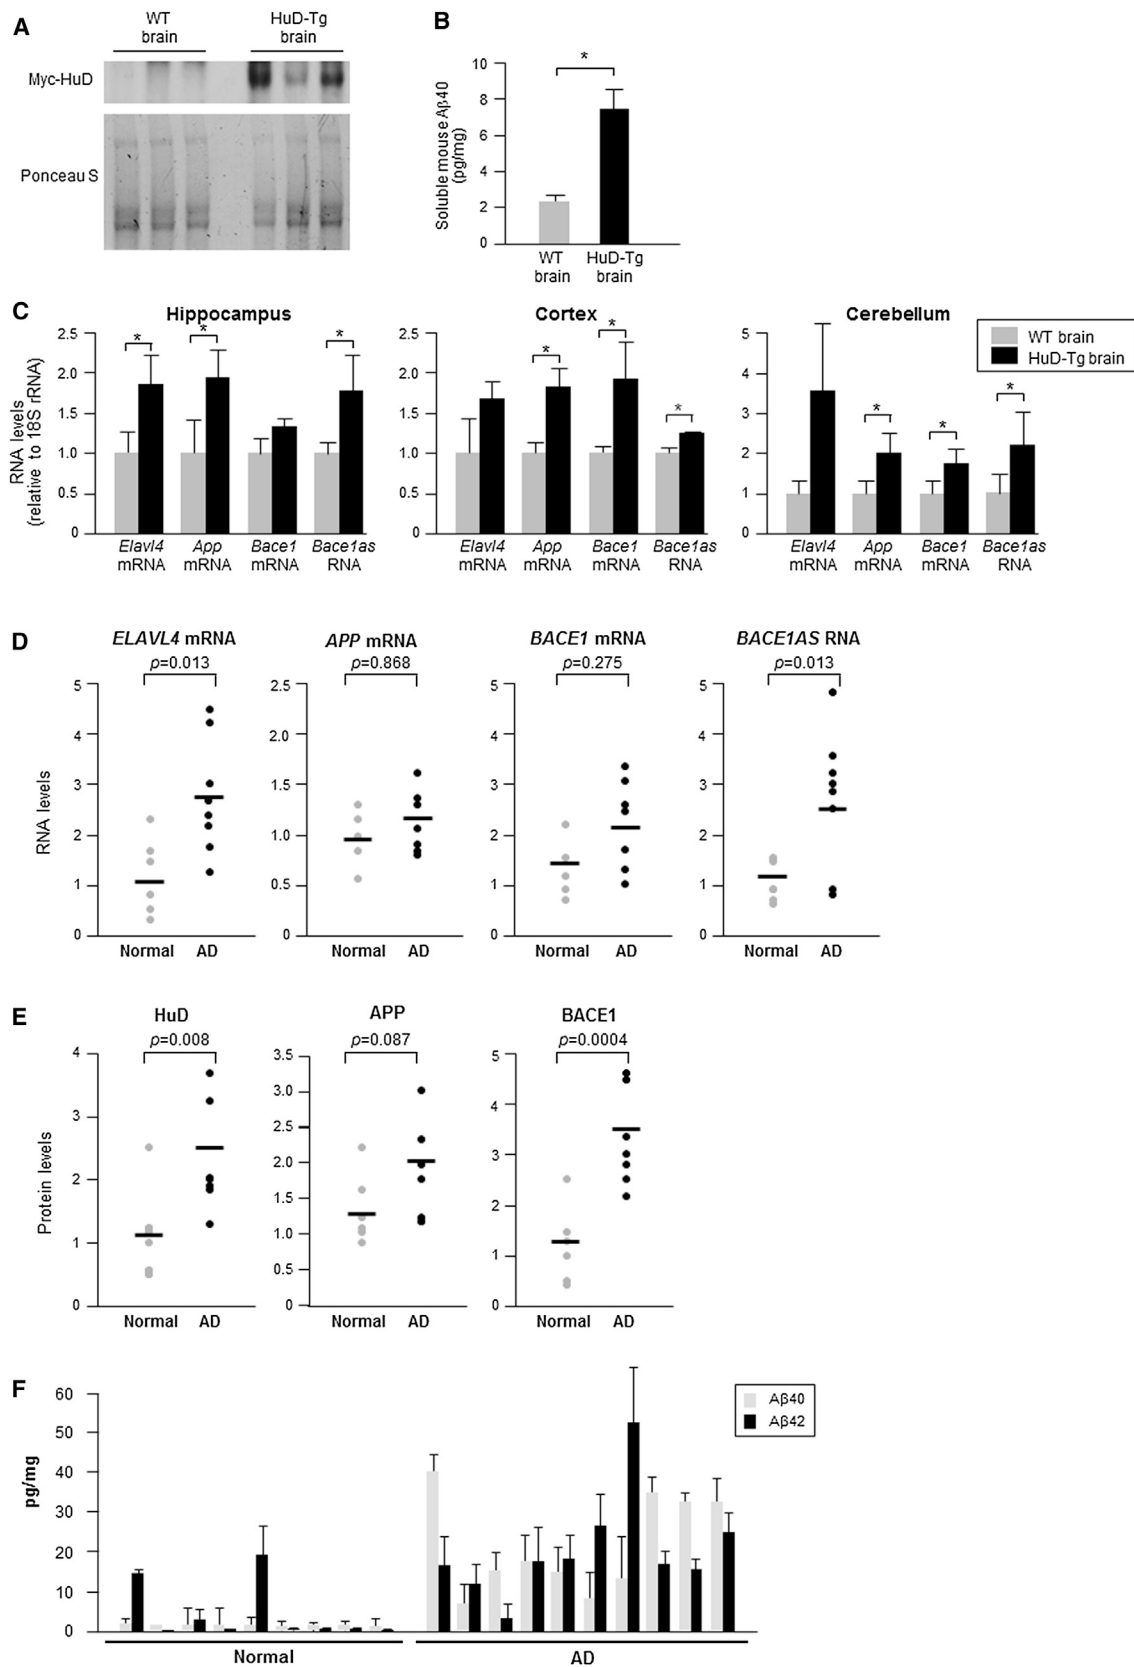 A
WT
brain
HuD-Tg
brain
Myc-HuD
Ponceau S
B
*
Soluble mouse Aβ40
(pg/mg)
10
8
6
4
2
0
WT
brain
HuD-Tg
brain
C
Hippocampus
Cortex
Cerebellum
WT brain
HuD-Tg brain
RNA levels
(relative to 18S rRNA)
2.5
2.0
1.5
1.0
0.5
0
* * *
Elavl4
mRNA
App
mRNA
Bace1
mRNA
Bace1as
RNA
2.5
2.0
1.5
1.0
0.5
0
* * *
Elavl4
mRNA
App
mRNA
Bace1
mRNA
Bace1as
RNA
5
4
3
2
1
0
* * *
Elavl4
mRNA
App
mRNA
Bace1
mRNA
Bace1as
RNA
D
ELAVL4 mRNA
p=0.013
APP mRNA
p=0.868
BACE1 mRNA
p=0.275
BACE1AS RNA
p=0.013
RNA levels
5
4
3
2
1
0
Normal AD
2.5
2.0
1.5
1.0
0.5
0
Normal AD
5
4
3
2
1
0
Normal AD
5
4
3
2
1
0
Normal AD
E
HuD
p=0.008
APP
p=0.087
BACE1
p=0.0004
Protein levels
4
3
2
1
0
Normal AD
3.5
3.0
2.5
2.0
1.5
1.0
0.5
0
Normal AD
5
4
3
2
1
0
Normal AD
F
Aβ40
Aβ42
pg/mg
60
50
40
30
20
10
0
Normal
AD